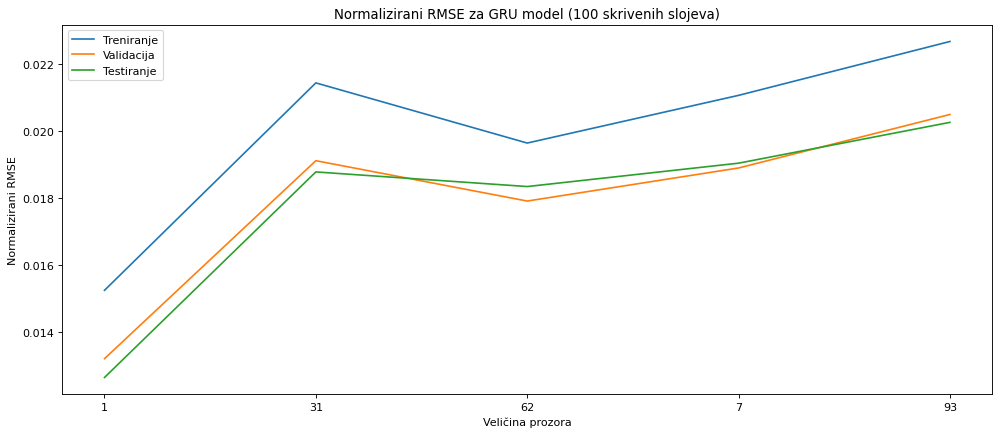 Normalizirani RMSE za GRU model (100 skrivenih slojeva)
Treniranje
Validacija
Testiranje
Normalizirani RMSE
0.022
0.020
0.018
0.016
0.014
1 31 62 7 93
Veličina prozora